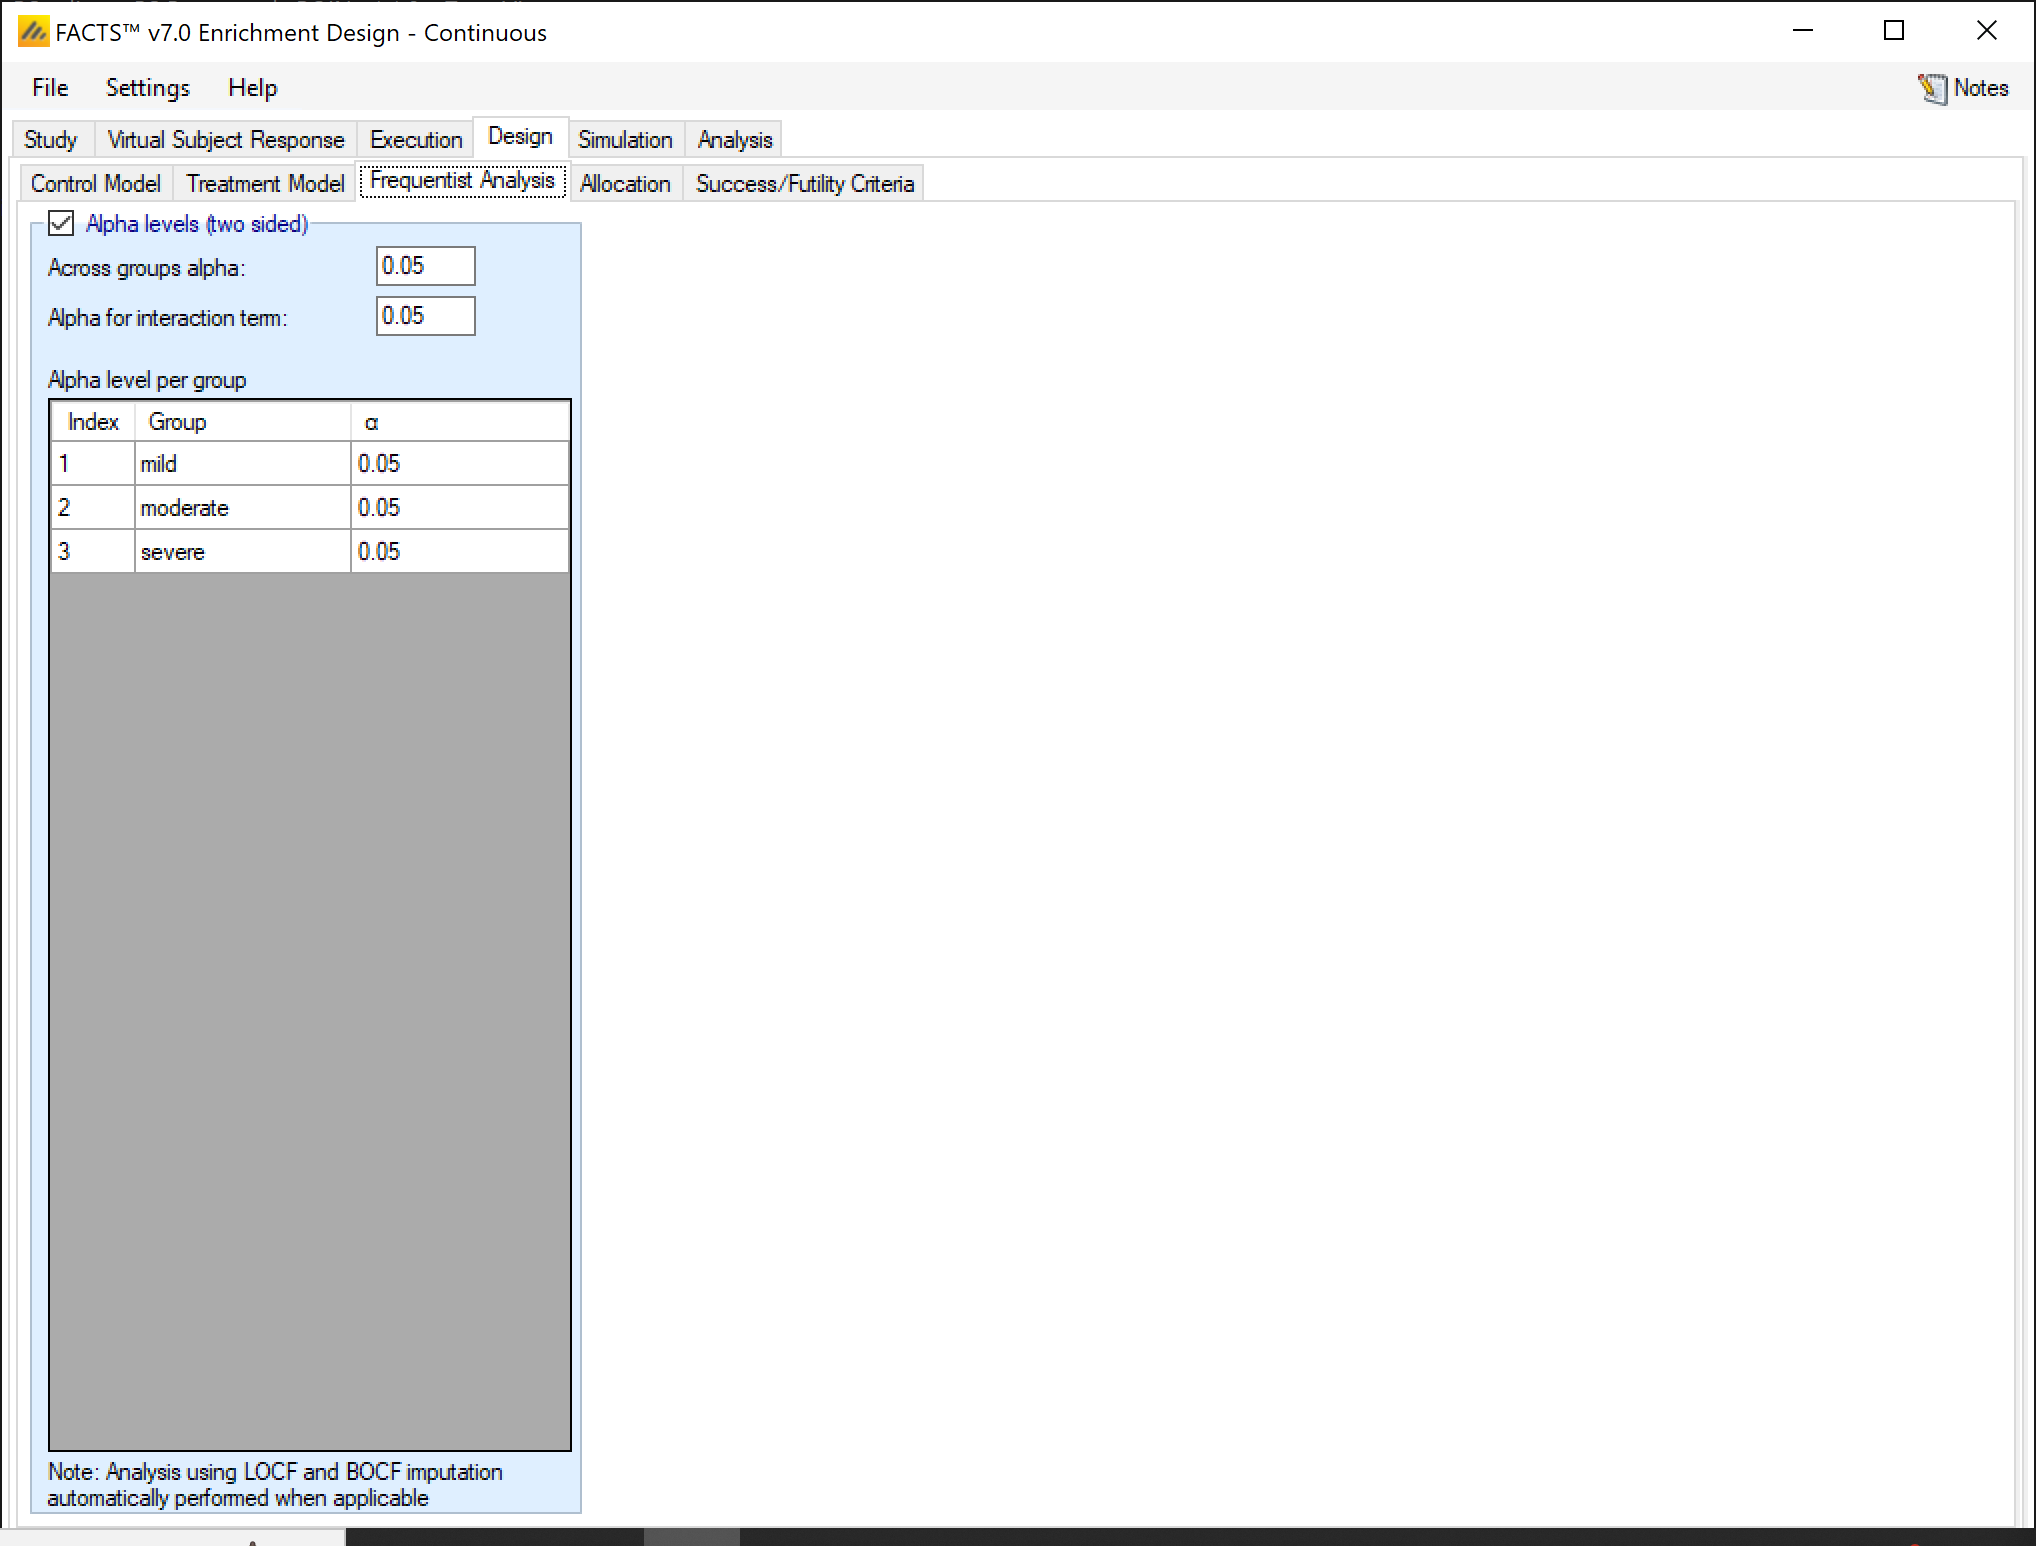 FACTS™ v7.0 Enrichment Design - Continuous
File Settings Help Notes
Study Virtual Subject Response Execution Design Simulation Analysis
Control Model Treatment Model Frequentist Analysis Allocation Success/Futility Criteria
Alpha levels (two sided)
Across groups alpha: 0.05
Alpha for interaction term: 0.05
Alpha level per group
Index Group α
1 mild 0.05
2 moderate 0.05
3 severe 0.05
Note: Analysis using LOCF and BOCF imputation
automatically performed when applicable